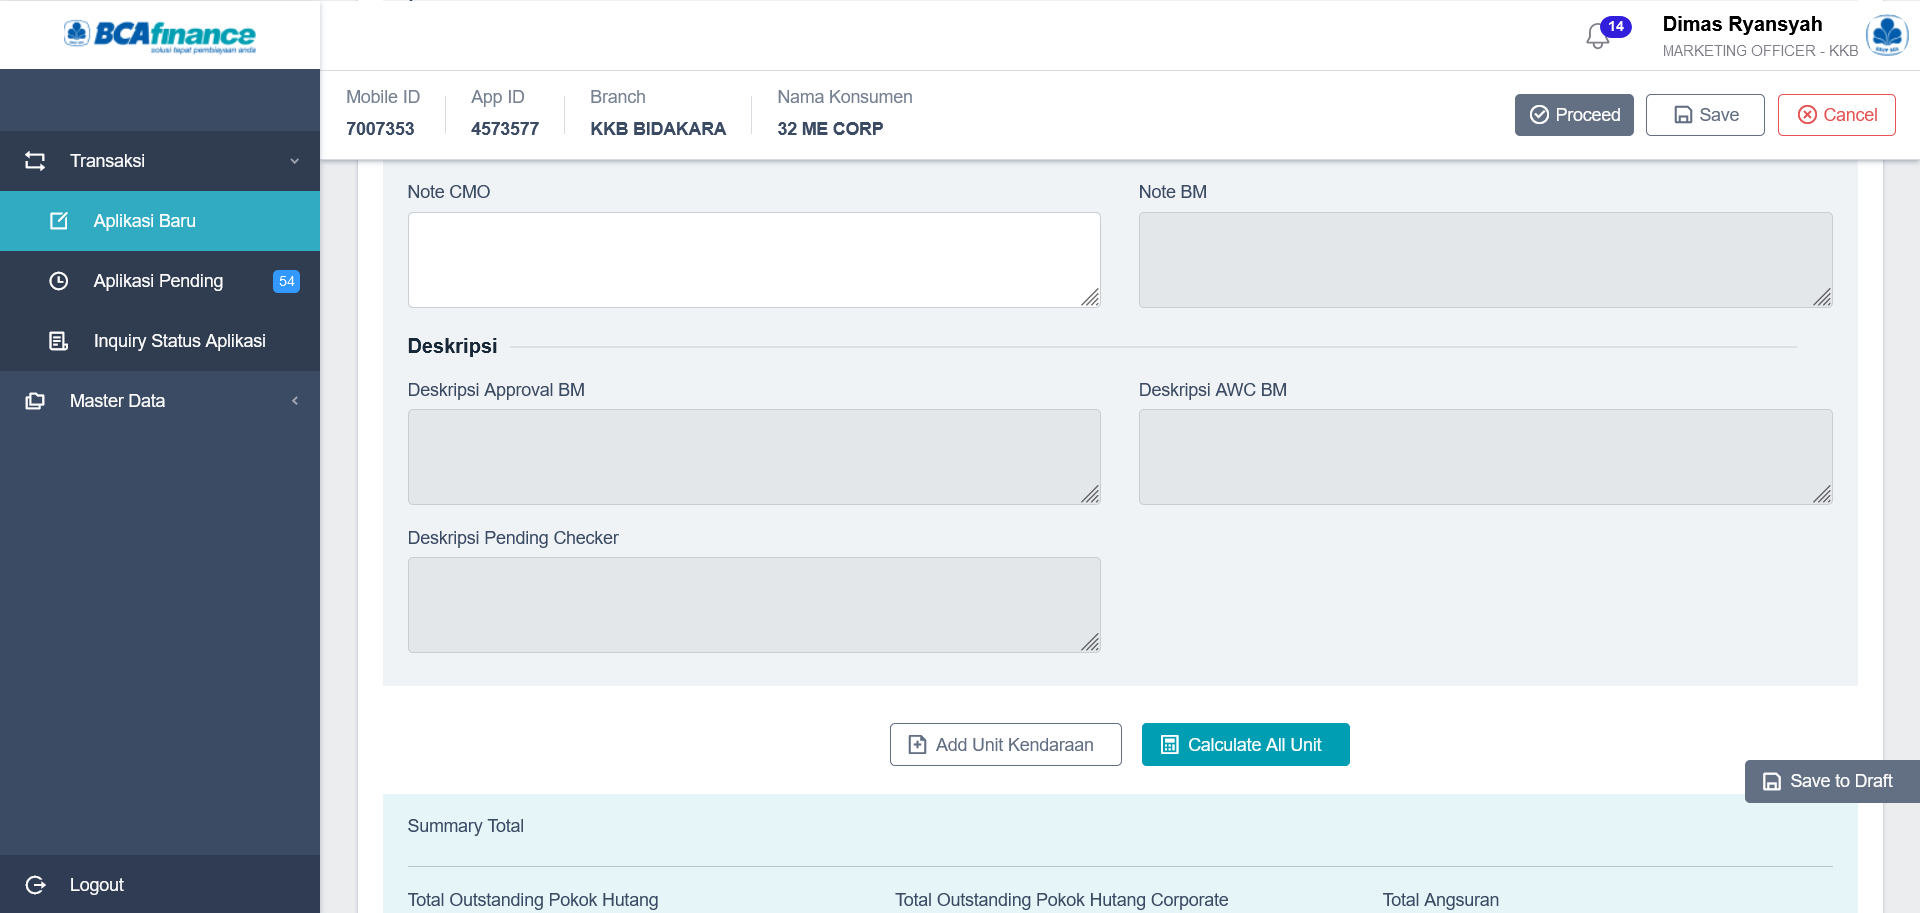 BCAfinance
solusi tepat pembiayaan anda
14
Dimas Ryansyah
MARKETING OFFICER - KKB
Mobile ID
7007353
App ID
4573577
Branch
KKB BIDAKARA
Nama Konsumen
32 ME CORP
Proceed
Save
Cancel
Transaksi
Aplikasi Baru
Aplikasi Pending
54
Inquiry Status Aplikasi
Master Data
Logout
Note CMO
Note BM
Deskripsi
Deskripsi Approval BM
Deskripsi AWC BM
Deskripsi Pending Checker
Add Unit Kendaraan
Calculate All Unit
Save to Draft
Summary Total
Total Outstanding Pokok Hutang
Total Outstanding Pokok Hutang Corporate
Total Angsuran